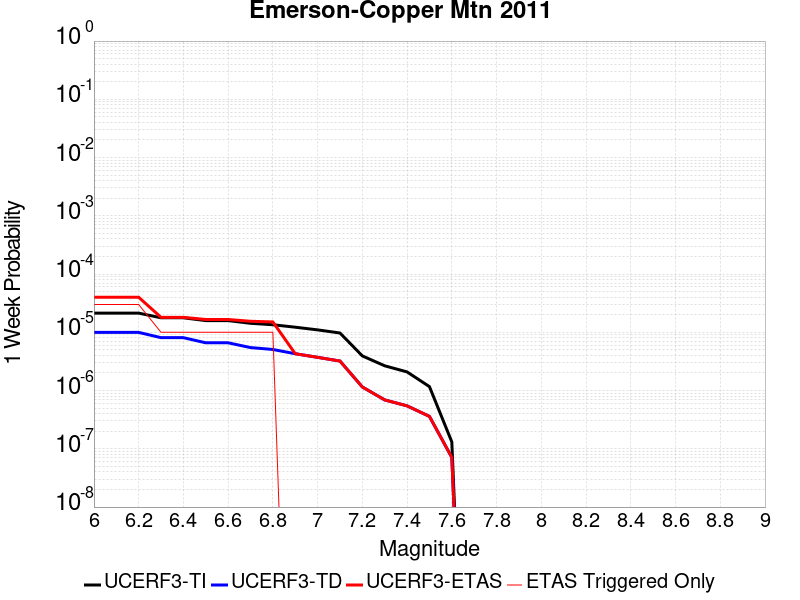 Emerson-Copper Mtn 2011
1 Week Probability
10^0
10^-1
10^-2
10^-3
10^-4
10^-5
10^-6
10^-7
10^-8
6 6.2 6.4 6.6 6.8 7 7.2 7.4 7.6 7.8 8 8.2 8.4 8.6 8.8 9
Magnitude
UCERF3-TI UCERF3-TD UCERF3-ETAS ETAS Triggered Only